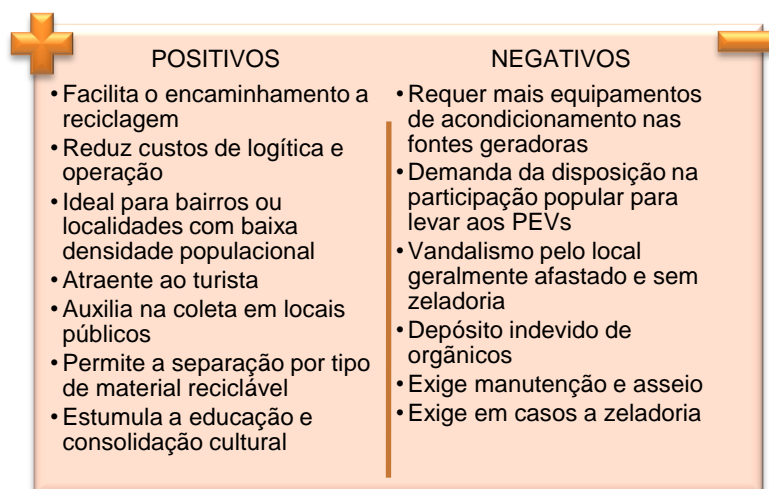 POSITIVOS
• Facilita o encaminhamento a
reciclagem
• Reduz custos de logítica e
operação
• Ideal para bairros ou
localidades com baixa
densidade populacional
• Atraente ao turista
• Auxilia na coleta em locais
públicos
• Permite a separação por tipo
de material reciclável
• Estumula a educação e
consolidação cultural
NEGATIVOS
• Requer mais equipamentos
de acondicionamento nas
fontes geradoras
• Demanda da disposição na
participação popular para
levar aos PEVs
• Vandalismo pelo local
geralmente afastado e sem
zeladoria
• Depósito indevido de
orgãnicos
• Exige manutenção e asseio
• Exige em casos a zeladoria